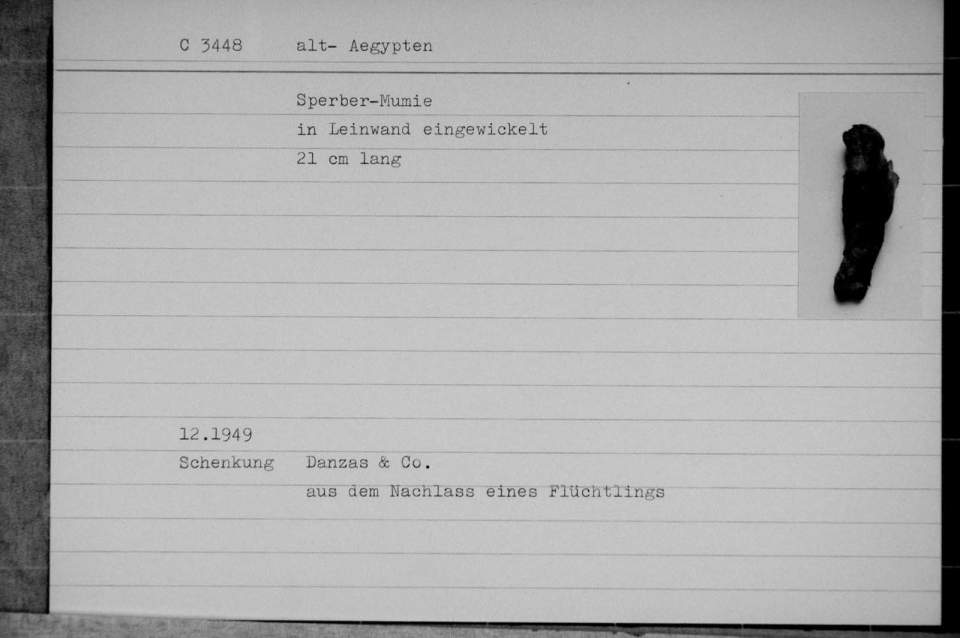 C 3448 alt- Aegypten
Sperber-Mumie
in Leinwand eingewickelt
21 cm lang
12.1949
Schenkung Danzas & Co.
aus dem Nachlass eines Flüchtlings